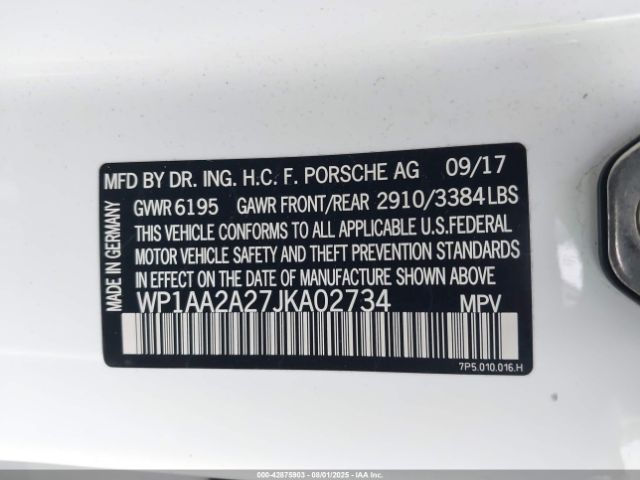 MFD BY DR. ING. H.C. F. PORSCHE AG 09/17
GVWR 6195 GAWR FRONT/REAR 2910/3384 LBS
THIS VEHICLE CONFORMS TO ALL APPLICABLE U.S.FEDERAL
MOTOR VEHICLE SAFETY AND THEFT PREVENTION STANDARDS
IN EFFECT ON THE DATE OF MANUFACTURE SHOWN ABOVE
WP1AA2A27JKA02734 MPV
7P5.010.016.H
MADE IN GERMANY
000-42875903 - 08/01/2025 - IAAI.COM